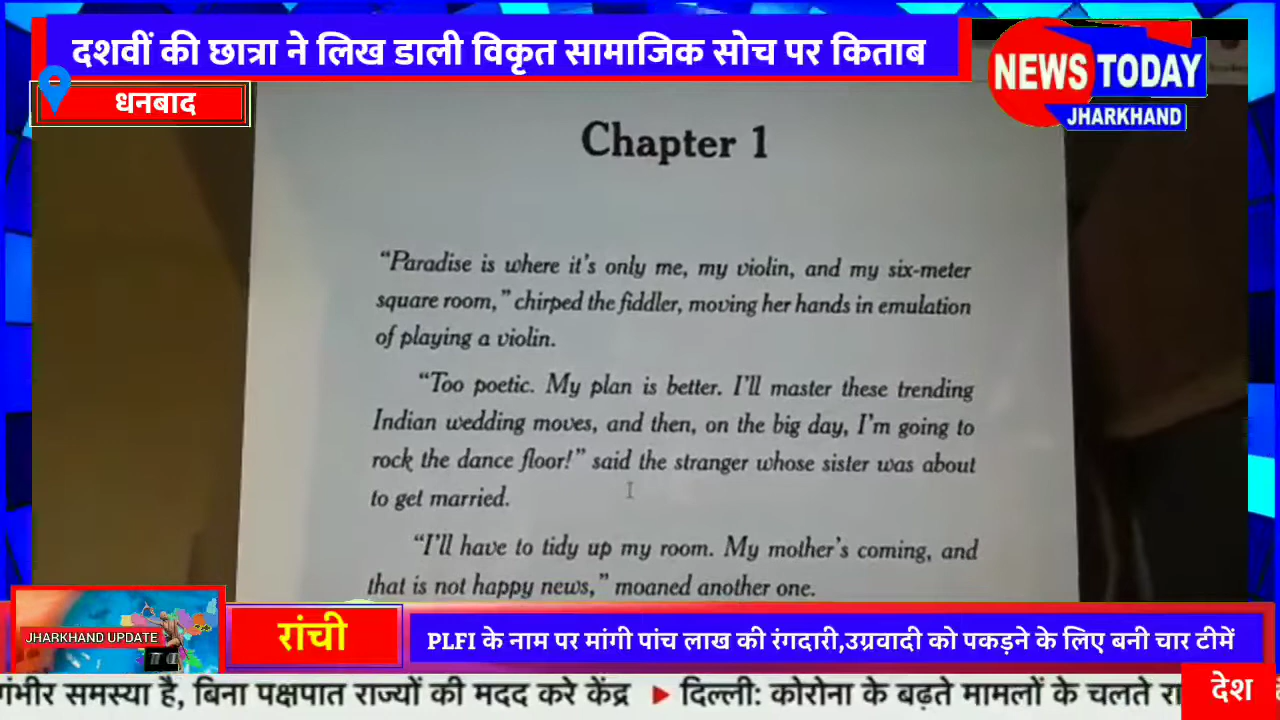 दशवीं की छात्रा ने लिख डाली विकृत सामाजिक सोच पर किताब
धनबाद
NEWS TODAY
JHARKHAND
Chapter 1
“Paradise is where it's only me, my violin, and my six-meter
square room,” chirped the fiddler, moving her hands in emulation
of playing a violin.
“Too poetic. My plan is better. I'll master these trending
Indian wedding moves, and then, on the big day, I'm going to
rock the dance floor!” said the stranger whose sister was about
to get married.
“I'll have to tidy up my room. My mother's coming, and
that is not happy news,” moaned another one.
JHARKHAND UPDATE
रांची
PLFI के नाम पर मांगी पांच लाख की रंगदारी,उग्रवादी को पकड़ने के लिए बनी चार टीमें
गंभीर समस्या है, बिना पक्षपात राज्यों की मदद करे केंद्र ▶ दिल्ली: कोरोना के बढ़ते मामलों के चलते रा
देश